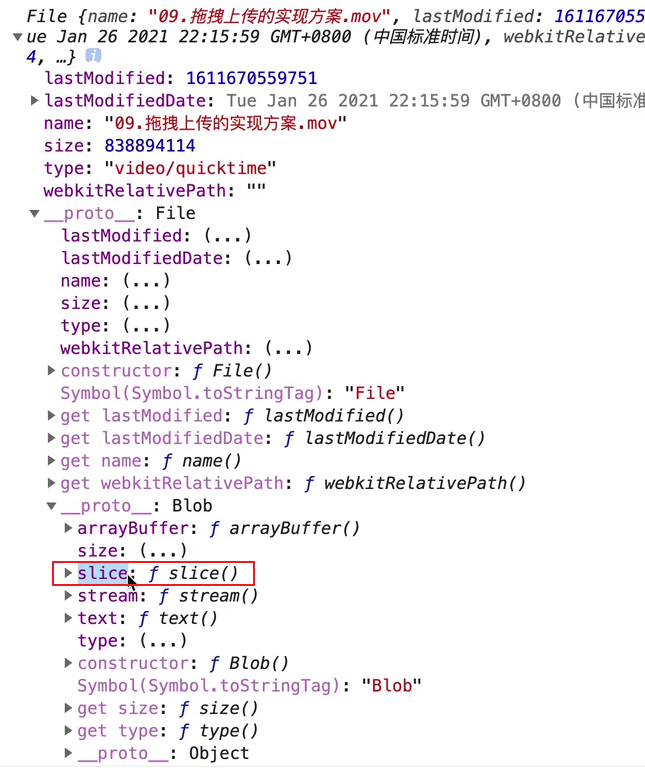 File {name: "09.拖拽上传的实现方案.mov", lastModified: 161167055
▼ue Jan 26 2021 22:15:59 GMT+0800 (中国标准时间), webkitRelative
4, …} i
lastModified: 1611670559751
▶lastModifiedDate: Tue Jan 26 2021 22:15:59 GMT+0800 (中国标准
name: "09.拖拽上传的实现方案.mov"
size: 838894114
type: "video/quicktime"
webkitRelativePath: ""
▼__proto__: File
lastModified: (...)
lastModifiedDate: (...)
name: (...)
size: (...)
type: (...)
webkitRelativePath: (...)
▶constructor: ƒ File()
Symbol(Symbol.toStringTag): "File"
▶get lastModified: ƒ lastModified()
▶get lastModifiedDate: ƒ lastModifiedDate()
▶get name: ƒ name()
▶get webkitRelativePath: ƒ webkitRelativePath()
▼__proto__: Blob
▶arrayBuffer: ƒ arrayBuffer()
size: (...)
▶slice: ƒ slice()
▶stream: ƒ stream()
▶text: ƒ text()
type: (...)
▶constructor: ƒ Blob()
Symbol(Symbol.toStringTag): "Blob"
▶get size: ƒ size()
▶get type: ƒ type()
▶__proto__: Object